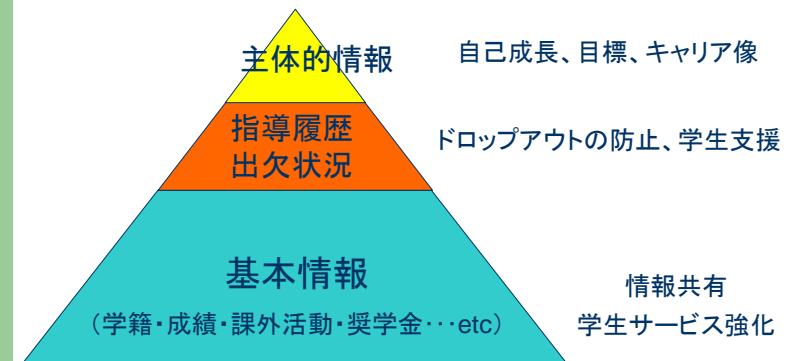 主体的情報
自己成長、目標、キャリア像
指導履歴
出欠状況
ドロップアウトの防止、学生支援
基本情報
（学籍・成績・課外活動・奨学金…etc）
情報共有
学生サービス強化